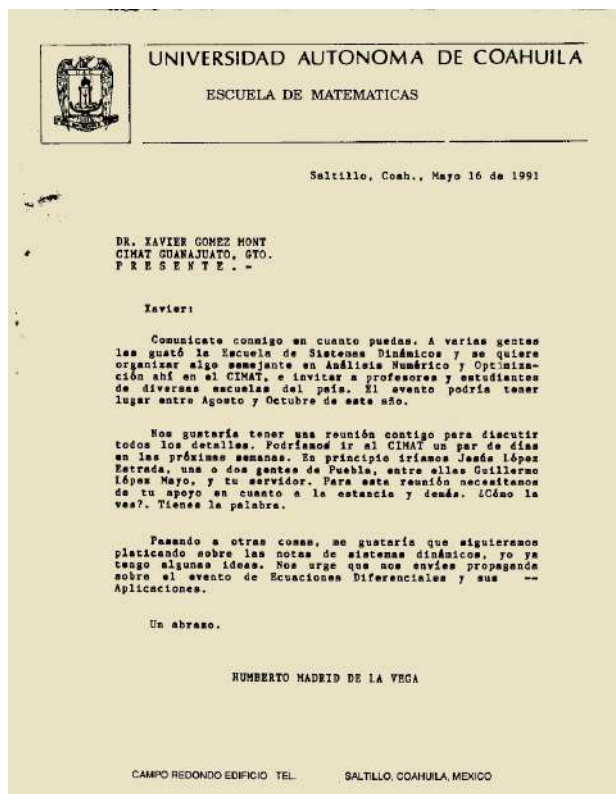 UNIVERSIDAD AUTONOMA DE COAHUILA
ESCUELA DE MATEMATICAS
Saltillo, Coah., Mayo 16 de 1991
DR. XAVIER GOMEZ MONT
CIMAT GUANAJUATO, GTO.
P R E S E N T E . -
Xavier:
Comunicate conmigo en cuanto puedas. A varias gentes
les gustó la Escuela de Sistemas Dinámicos y se quiere
organizar algo semejante en Análisis Numérico y Optimiza-
ción ahí en el CIMAT, e invitar a profesores y estudiantes
de diversas escuelas del país. El evento podría tener
lugar entre Agosto y Octubre de este año.
Nos gustaría tener una reunión contigo para discutir
todos los detalles. Podríamos ir al CIMAT un par de días
en las próximas semanas. En principio iríamos Jesús López
Estrada, una o dos gentes de Puebla, entre ellas Guillermo
López Mayo, y tu servidor. Para esta reunión necesitamos
de tu apoyo en cuanto a la estancia y demás. ¿Cómo la
ves?. Tienes la palabra.
Pasando a otras cosas, me gustaría que siguieramos
platicando sobre las notas de sistemas dinámicos, yo ya
tengo algunas ideas. Nos urge que nos envíes propaganda
sobre el evento de Ecuaciones Diferenciales y sus --
Aplicaciones.
Un abrazo.
HUMBERTO MADRID DE LA VEGA
CAMPO REDONDO EDIFICIO TEL. SALTILLO, COAHUILA, MEXICO